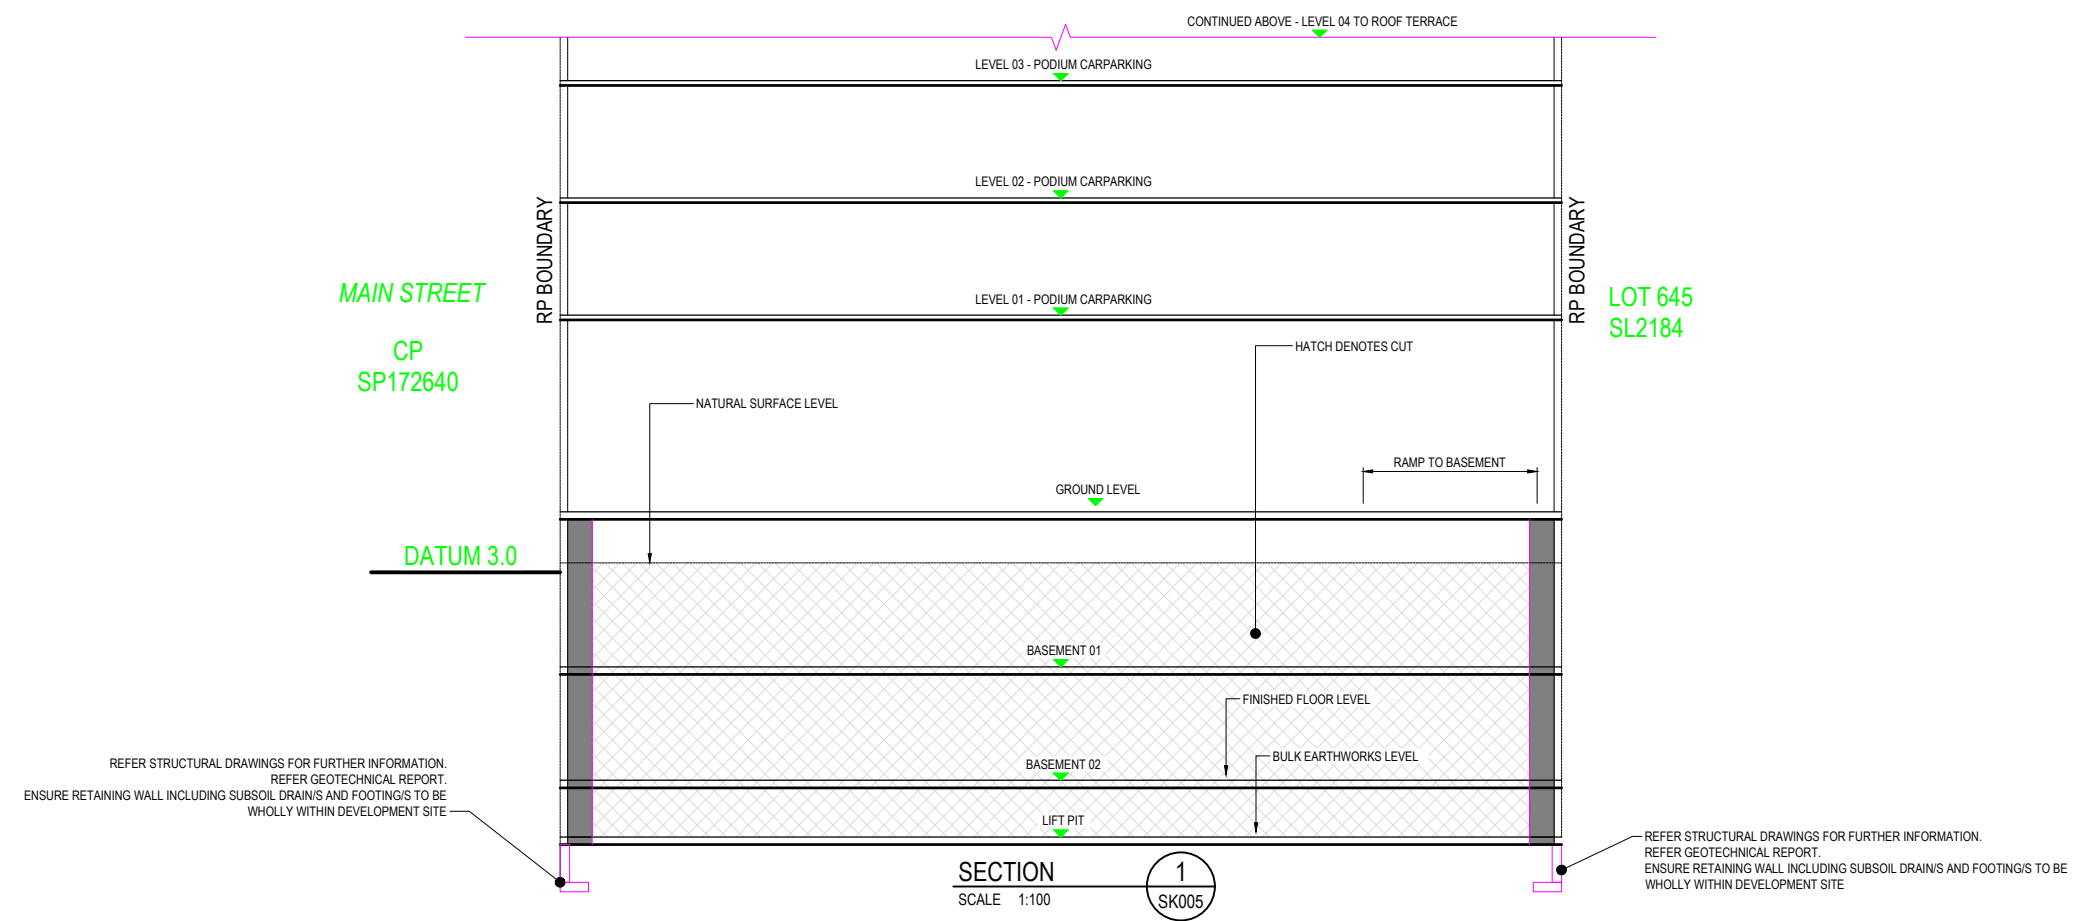 CONTINUED ABOVE - LEVEL 04 TO ROOF TERRACE
LEVEL 03 - PODIUM CARPARKING
LEVEL 02 - PODIUM CARPARKING
RP BOUNDARY
RP BOUNDARY
MAIN STREET
LEVEL 01 - PODIUM CARPARKING
LOT 645
SL2184
CP
SP172640
HATCH DENOTES CUT
NATURAL SURFACE LEVEL
RAMP TO BASEMENT
GROUND LEVEL
DATUM 3.0
BASEMENT 01
FINISHED FLOOR LEVEL
BULK EARTHWORKS LEVEL
BASEMENT 02
REFER STRUCTURAL DRAWINGS FOR FURTHER INFORMATION.
REFER GEOTECHNICAL REPORT.
ENSURE RETAINING WALL INCLUDING SUBSOIL DRAIN/S AND FOOTING/S TO BE
WHOLLY WITHIN DEVELOPMENT SITE
LIFT PIT
REFER STRUCTURAL DRAWINGS FOR FURTHER INFORMATION.
REFER GEOTECHNICAL REPORT.
ENSURE RETAINING WALL INCLUDING SUBSOIL DRAIN/S AND FOOTING/S TO BE
WHOLLY WITHIN DEVELOPMENT SITE
SECTION
SCALE 1:100
1
SK005